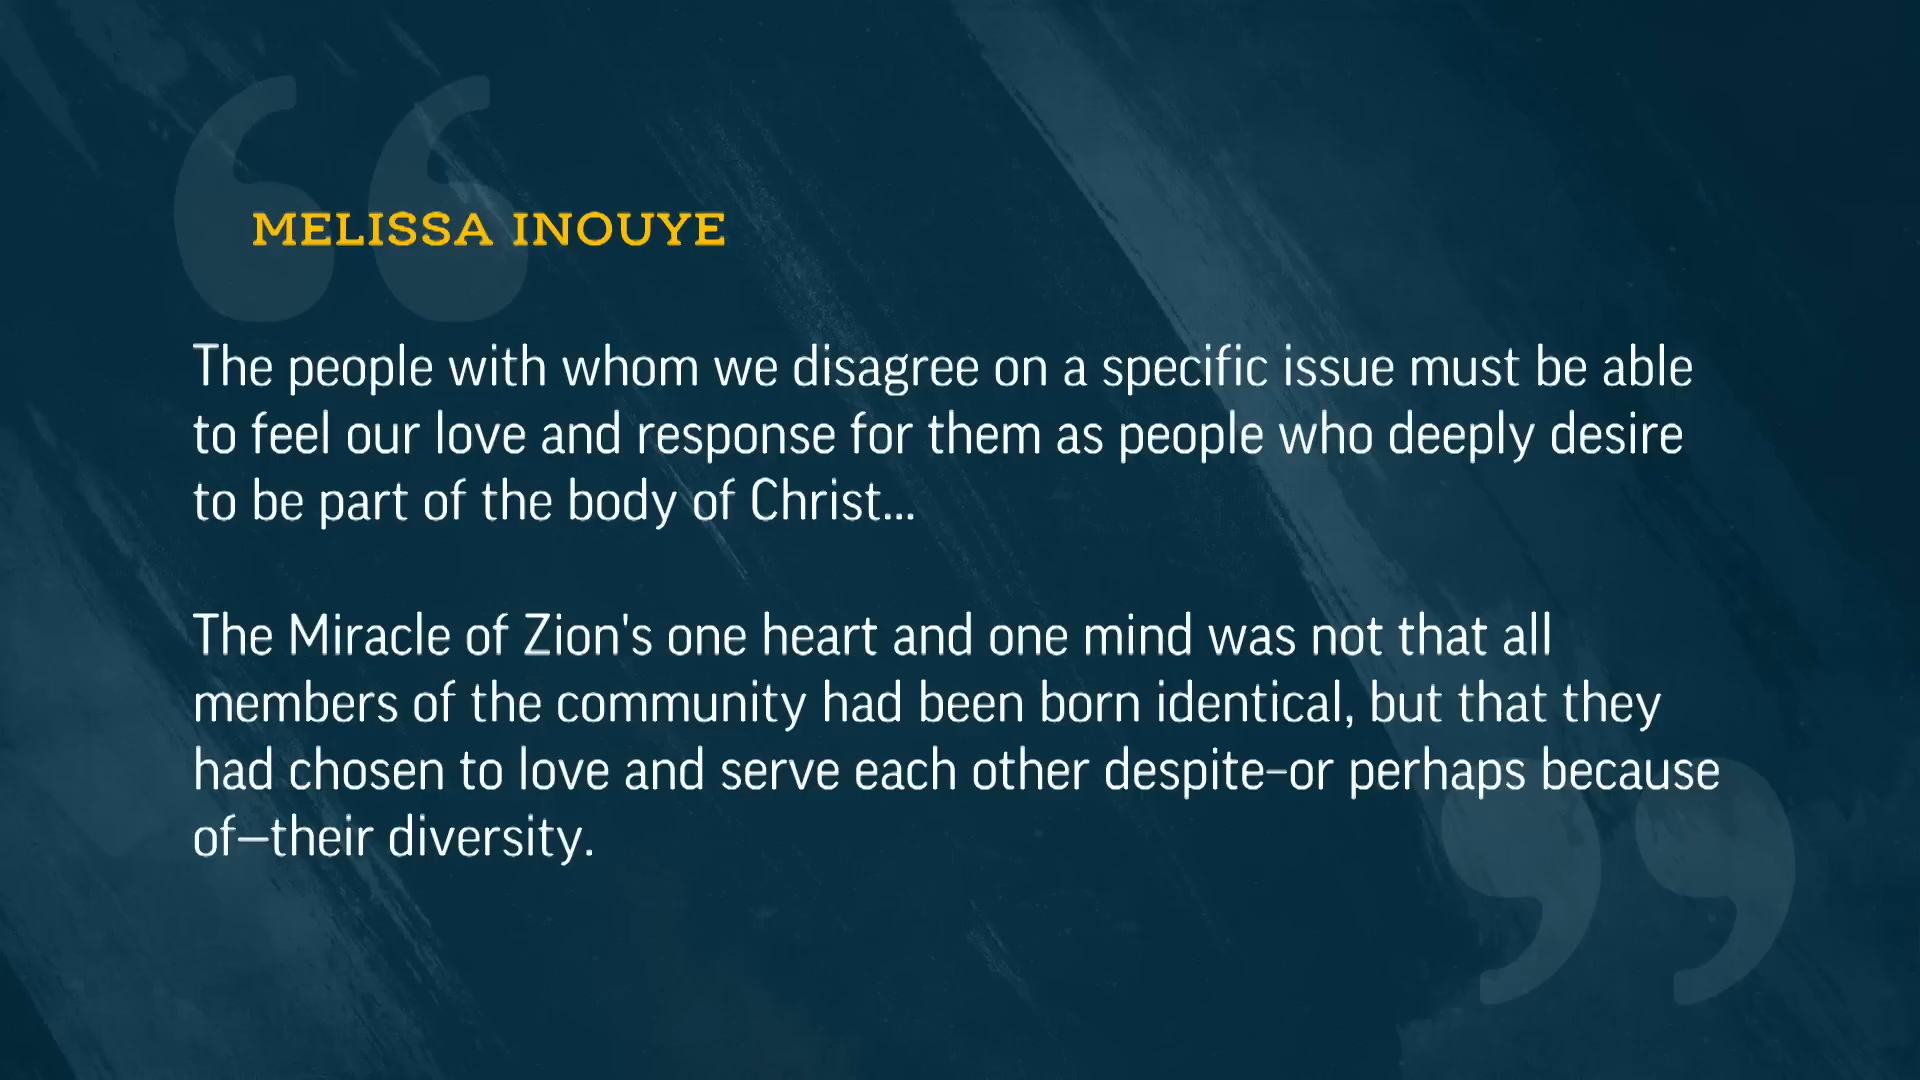 MELISSA INOUYE
The people with whom we disagree on a specific issue must be able
to feel our love and response for them as people who deeply desire
to be part of the body of Christ...
The Miracle of Zion's one heart and one mind was not that all
members of the community had been born identical, but that they
had chosen to love and serve each other despite–or perhaps because
of—their diversity.